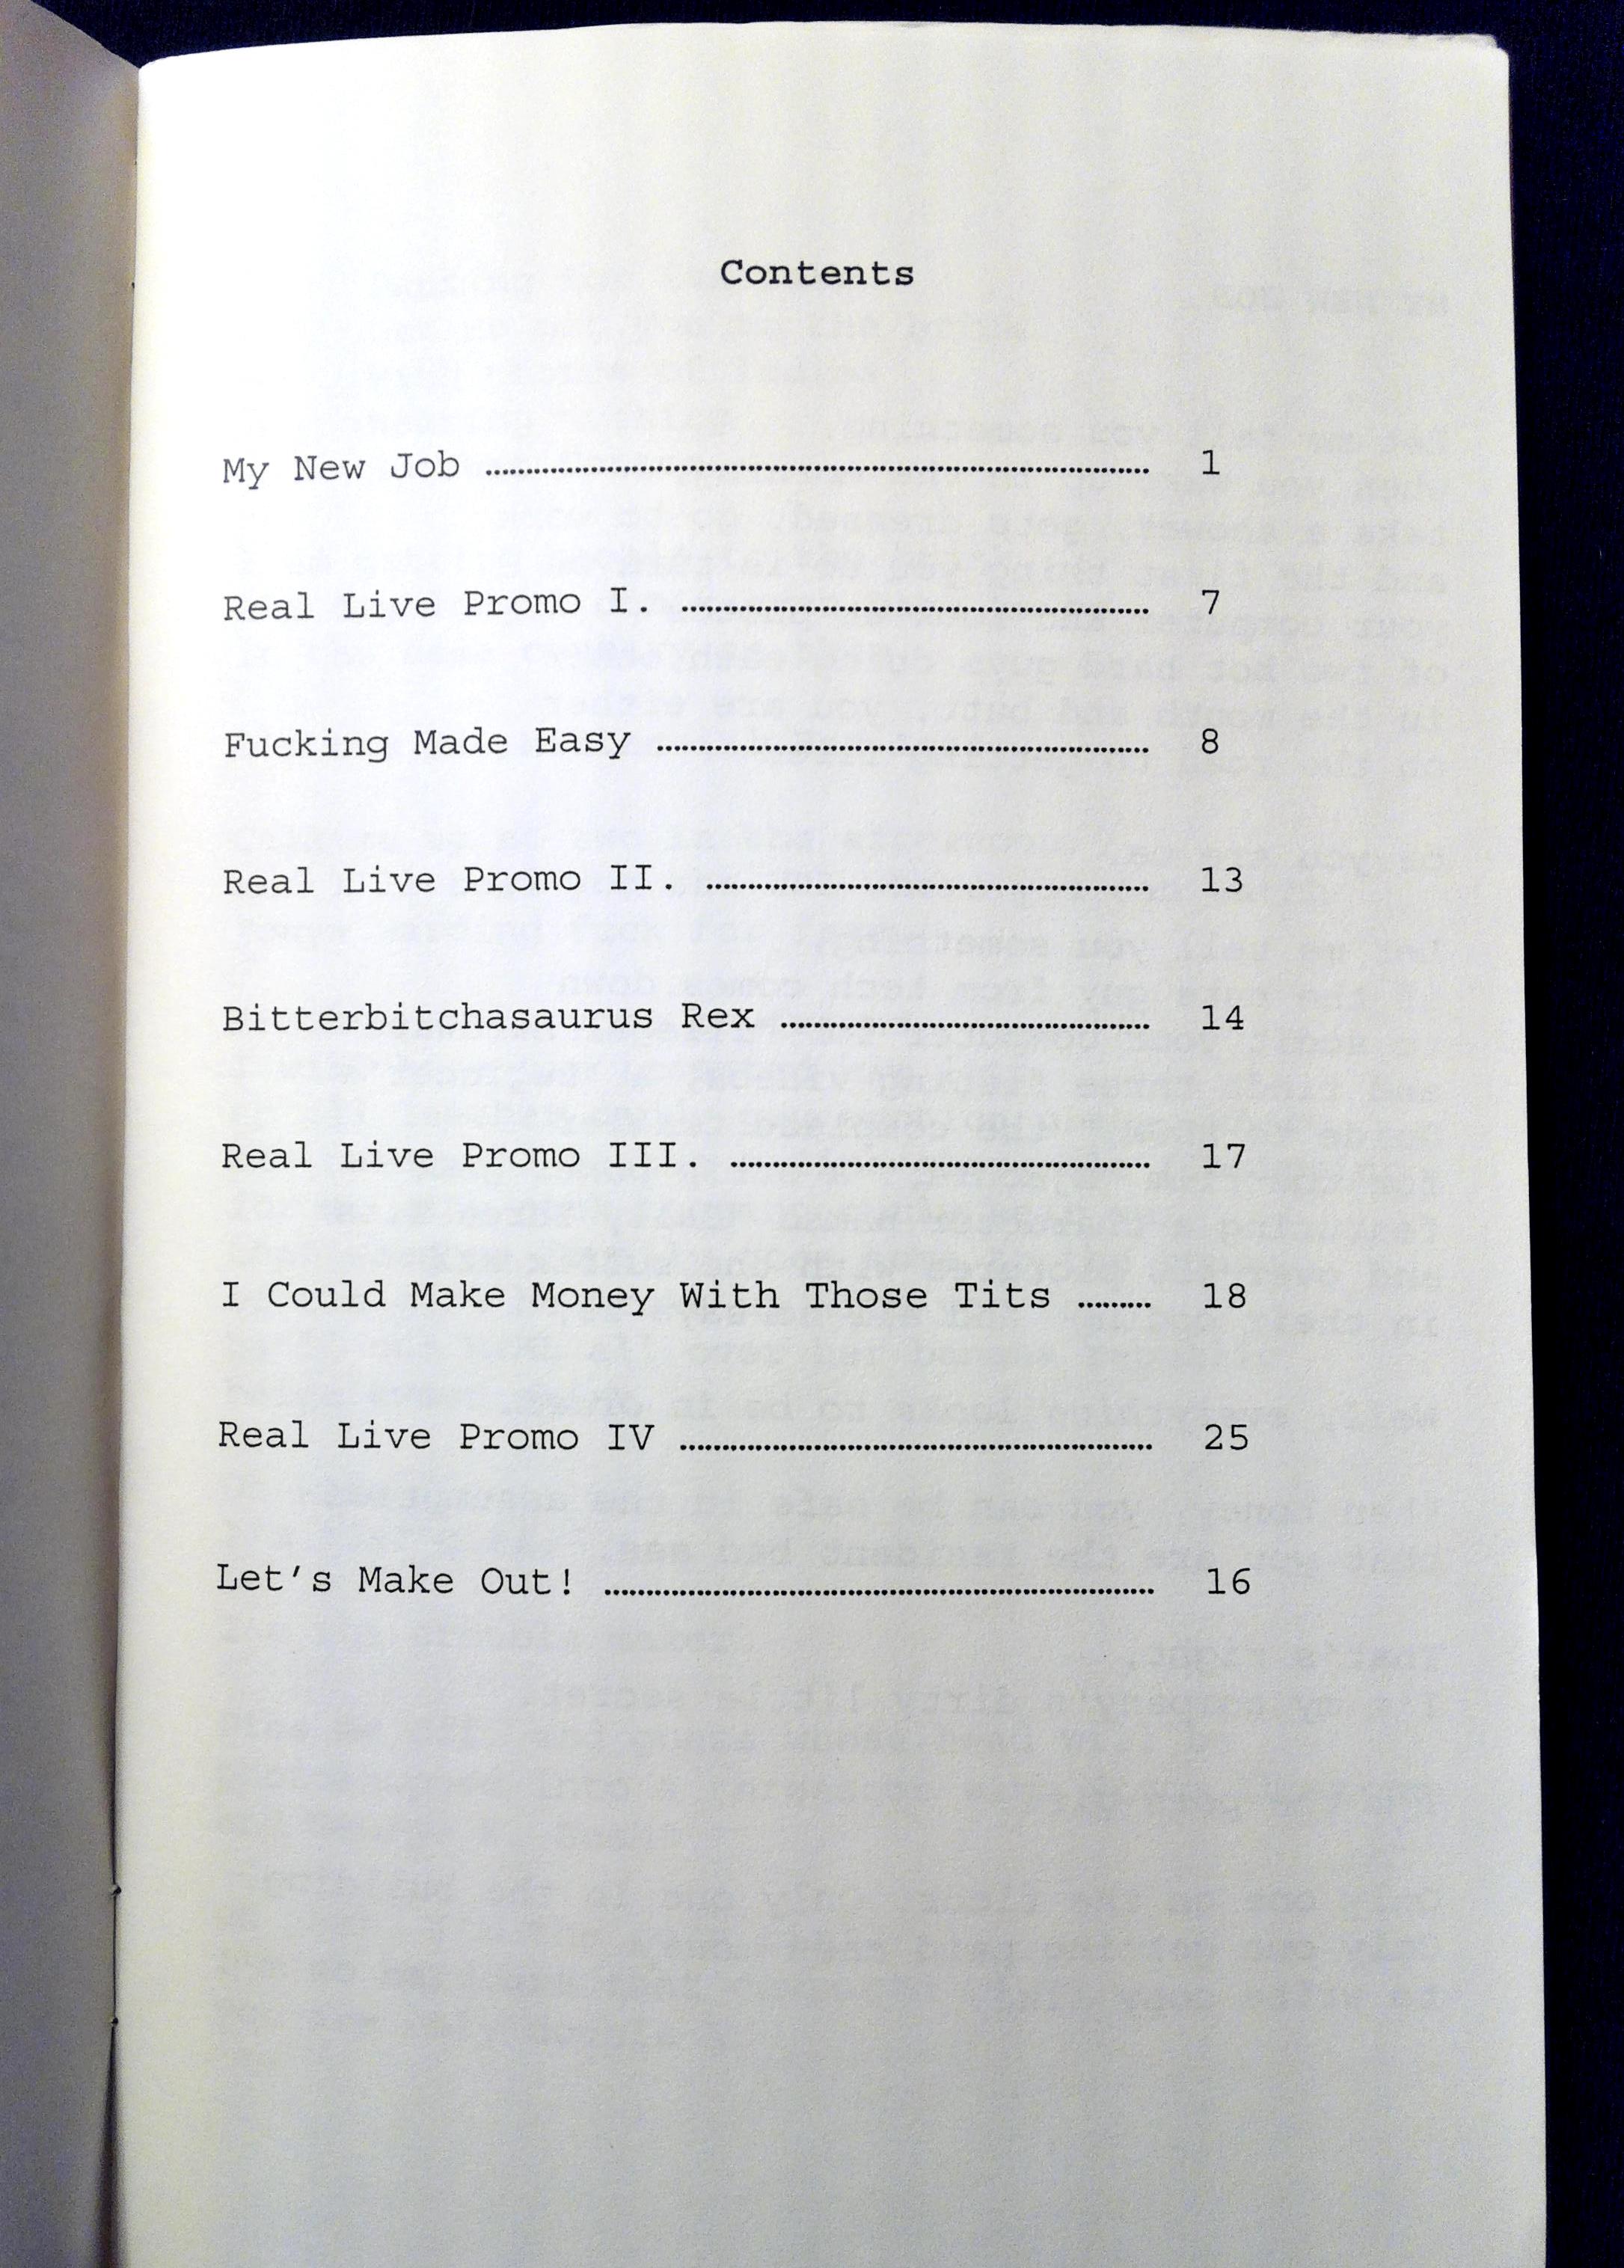 Contents
My New Job ........................ 1
Real Live Promo I. ........................ 7
Fucking Made Easy ........................ 8
Real Live Promo II. ........................ 13
Bitterbitchasaurus Rex ........................ 14
Real Live Promo III. ........................ 17
I Could Make Money With Those Tits ......... 18
Real Live Promo IV ........................ 25
Let's Make Out! ........................ 16